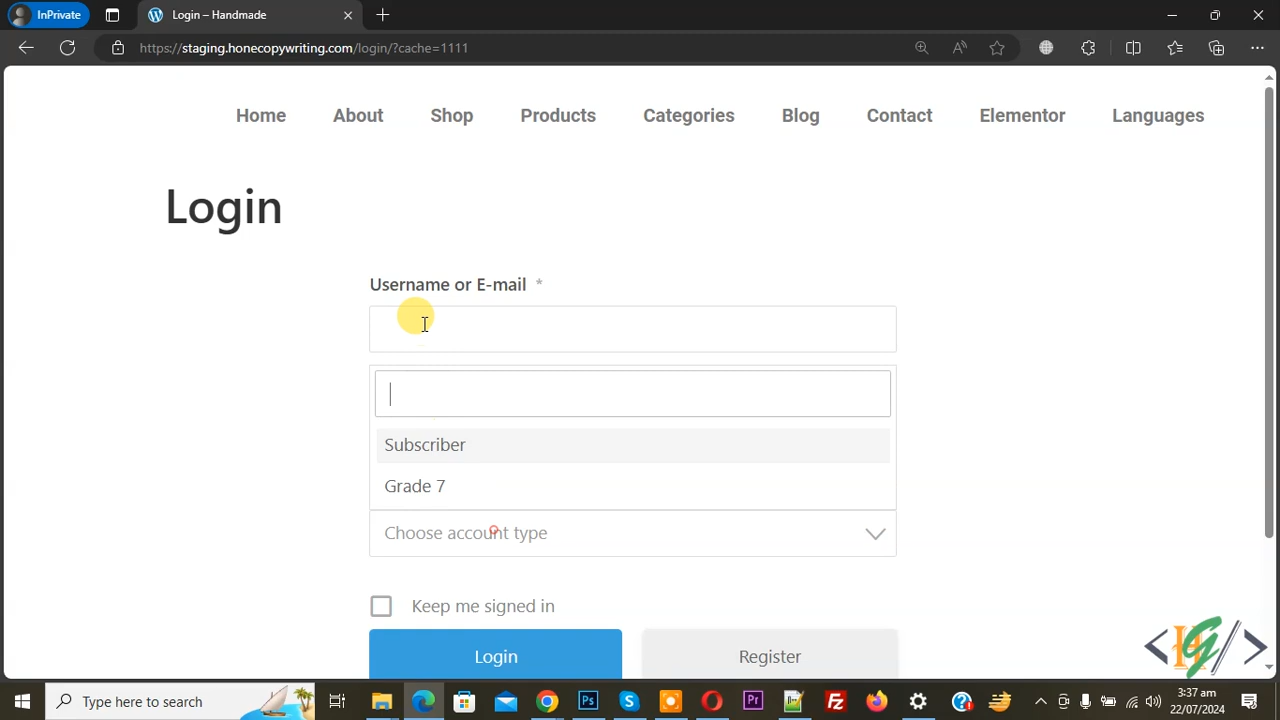 InPrivate
Login – Handmade
https://staging.honecopywriting.com/login/?cache=1111
Home About Shop Products Categories Blog Contact Elementor Languages
Login
Username or E-mail *
Subscriber
Grade 7
Choose account type
Keep me signed in
Login Register
Type here to search
3:37 am
22/07/2024